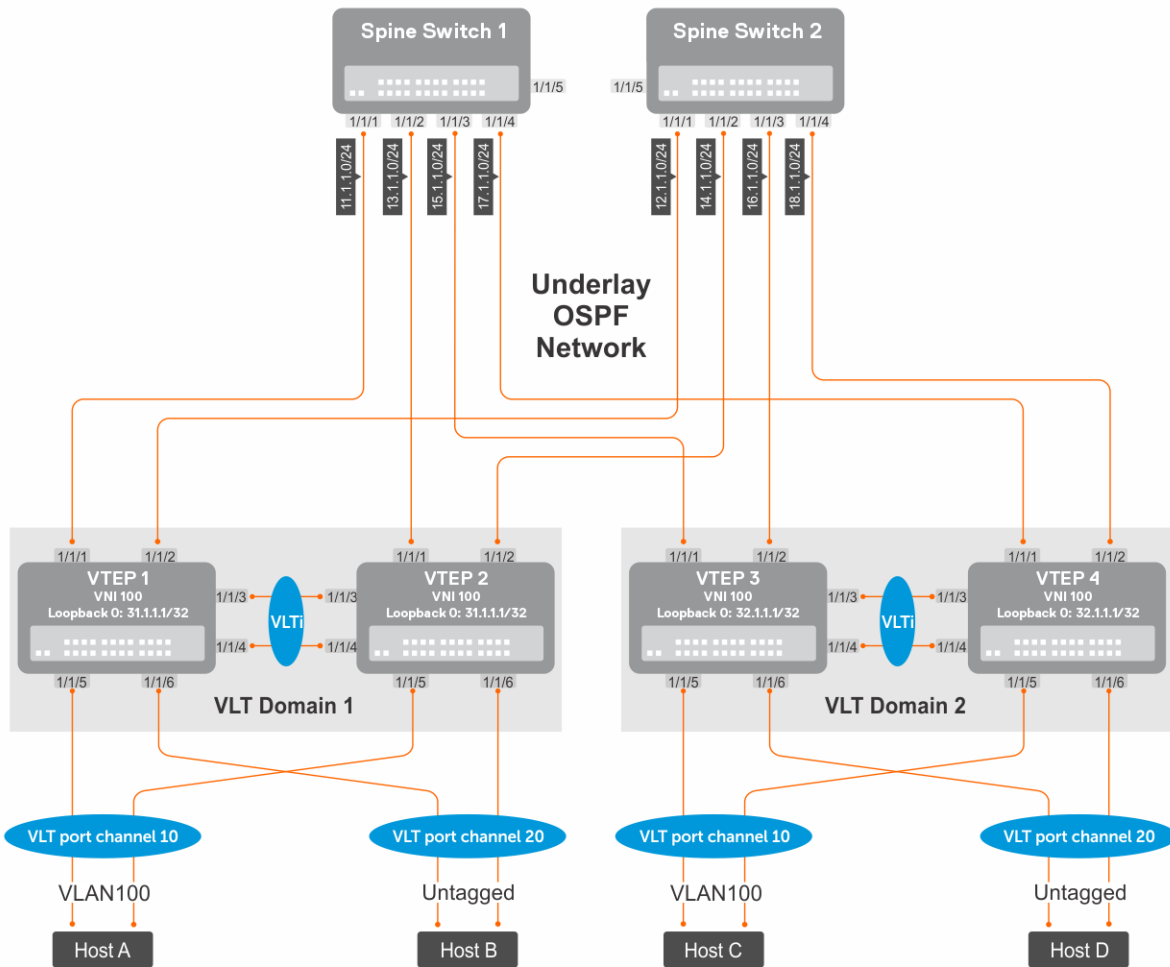 Spine Switch 1
Spine Switch 2
1/1/5
1/1/5
1/1/1
1/1/2
1/1/3
1/1/4
1/1/1
1/1/2
1/1/3
1/1/4
11.1.1.0/24
13.1.1.0/24
15.1.1.0/24
17.1.1.0/24
12.1.1.0/24
14.1.1.0/24
16.1.1.0/24
18.1.1.0/24
Underlay
OSPF
Network
1/1/1
1/1/2
1/1/1
1/1/2
1/1/1
1/1/2
1/1/1
1/1/2
VTEP 1
VNI 100
Loopback 0: 31.1.1.1/32
1/1/3
1/1/4
VLTi
1/1/3
1/1/4
VTEP 2
VNI 100
Loopback 0: 31.1.1.1/32
VTEP 3
VNI 100
Loopback 0: 32.1.1.1/32
1/1/3
1/1/4
VLTi
1/1/3
1/1/4
VTEP 4
VNI 100
Loopback 0: 32.1.1.1/32
1/1/5
1/1/6
1/1/5
1/1/6
1/1/5
1/1/6
1/1/5
1/1/6
VLT Domain 1
VLT Domain 2
VLT port channel 10
VLT port channel 20
VLT port channel 10
VLT port channel 20
VLAN100
Untagged
VLAN100
Untagged
Host A
Host B
Host C
Host D